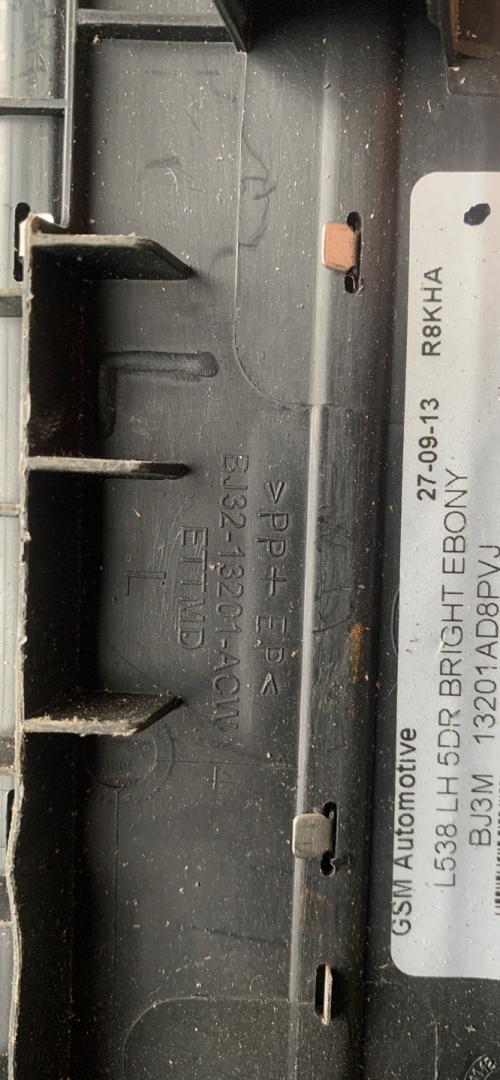 L
>PP+ EP<
BJ32-13201-ACW
ETTMD
L
4
27-09-13 R8KHA
GSM Automotive
L538 LH 5DR BRIGHT EBONY
BJ3M 13201AD8PVJ